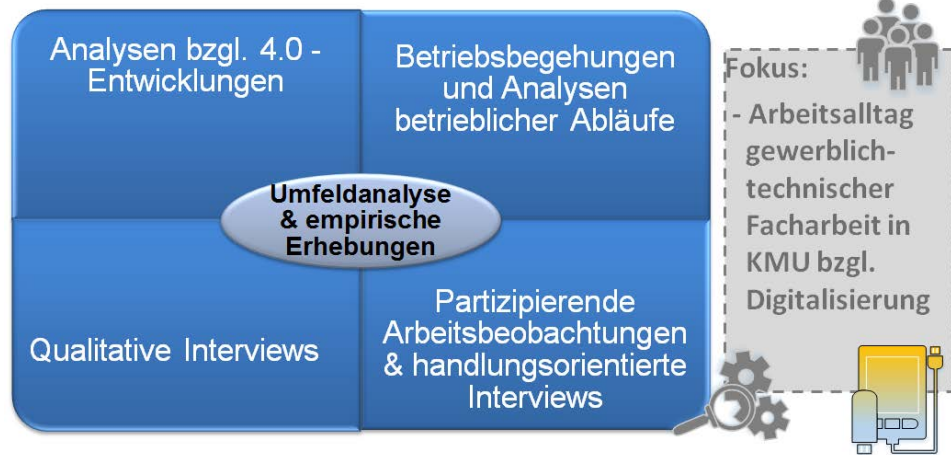 Analysen bzgl. 4.0 -
Entwicklungen
Betriebsbegehungen
und Analysen
betrieblicher Abläufe
Umfeldanalyse
& empirische
Erhebungen
Qualitative Interviews
Partizipierende
Arbeitsbeobachtungen
& handlungsorientierte
Interviews
Fokus:
- Arbeitsalltag
gewerblich-
technischer
Facharbeit in
KMU bzgl.
Digitalisierung